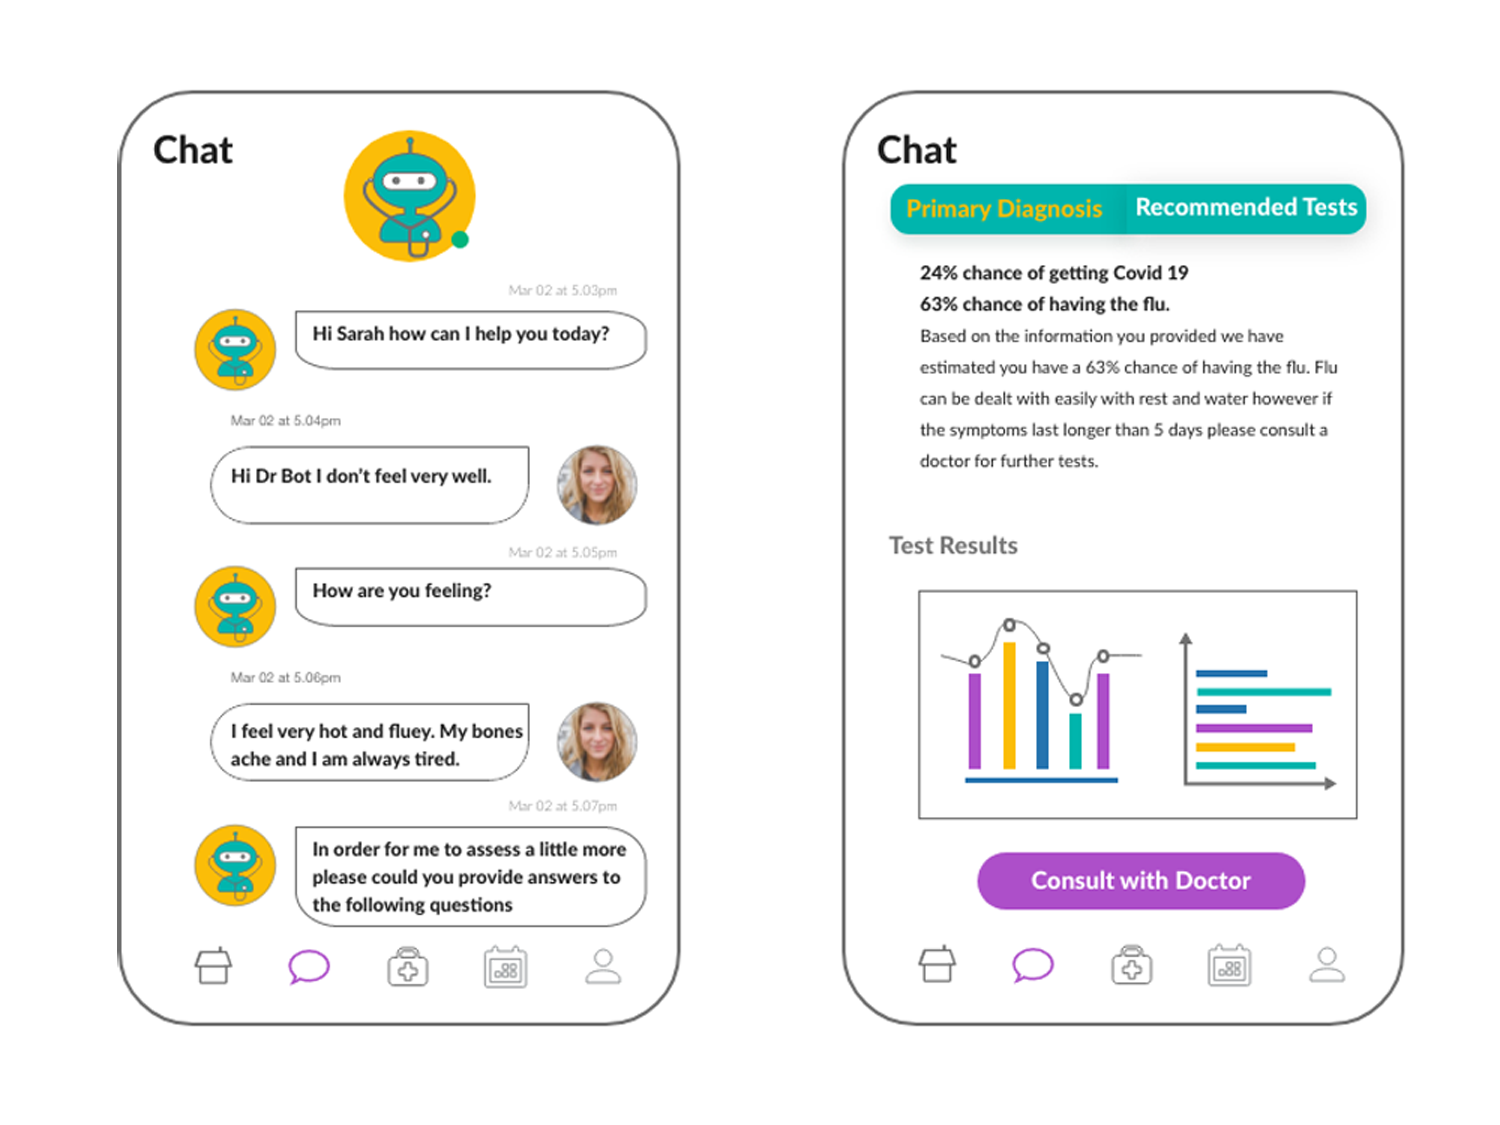 Chat
Mar 02 at 5.03pm
Hi Sarah how can I help you today?
Mar 02 at 5.04pm
Hi Dr Bot I don't feel very well.
Mar 02 at 5.05pm
How are you feeling?
Mar 02 at 5.06pm
I feel very hot and fluey. My bones
ache and I am always tired.
Mar 02 at 5.07pm
In order for me to assess a little more
please could you provide answers to
the following questions
Chat
Primary Diagnosis
Recommended Tests
24% chance of getting Covid 19
63% chance of having the flu.
Based on the information you provided we have
estimated you have a 63% chance of having the flu. Flu
can be dealt with easily with rest and water however if
the symptoms last longer than 5 days please consult a
doctor for further tests.
Test Results
Consult with Doctor